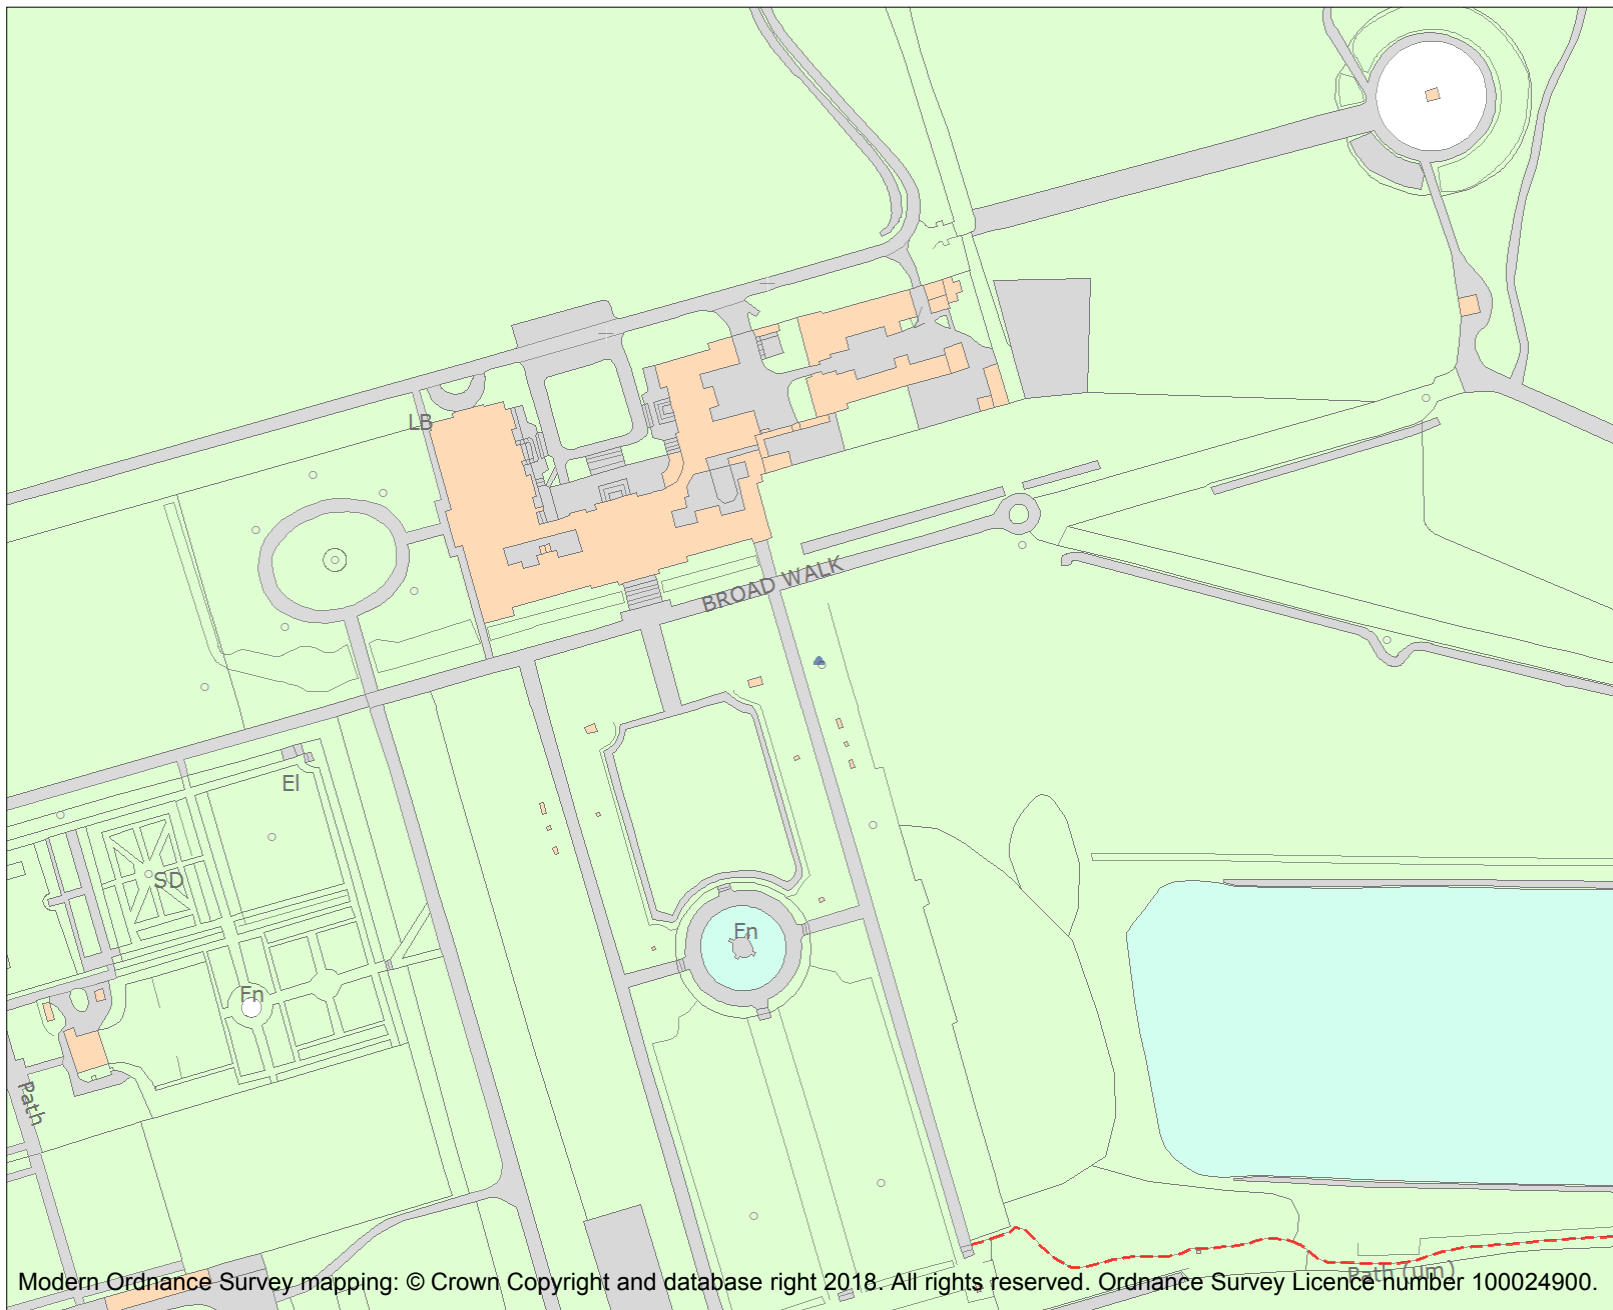 LB
BROAD WALK
El
SD
Fn
Fn
Path
Path (um)
Modern Ordnance Survey mapping: © Crown Copyright and database right 2018. All rights reserved. Ordnance Survey Licence number 100024900.